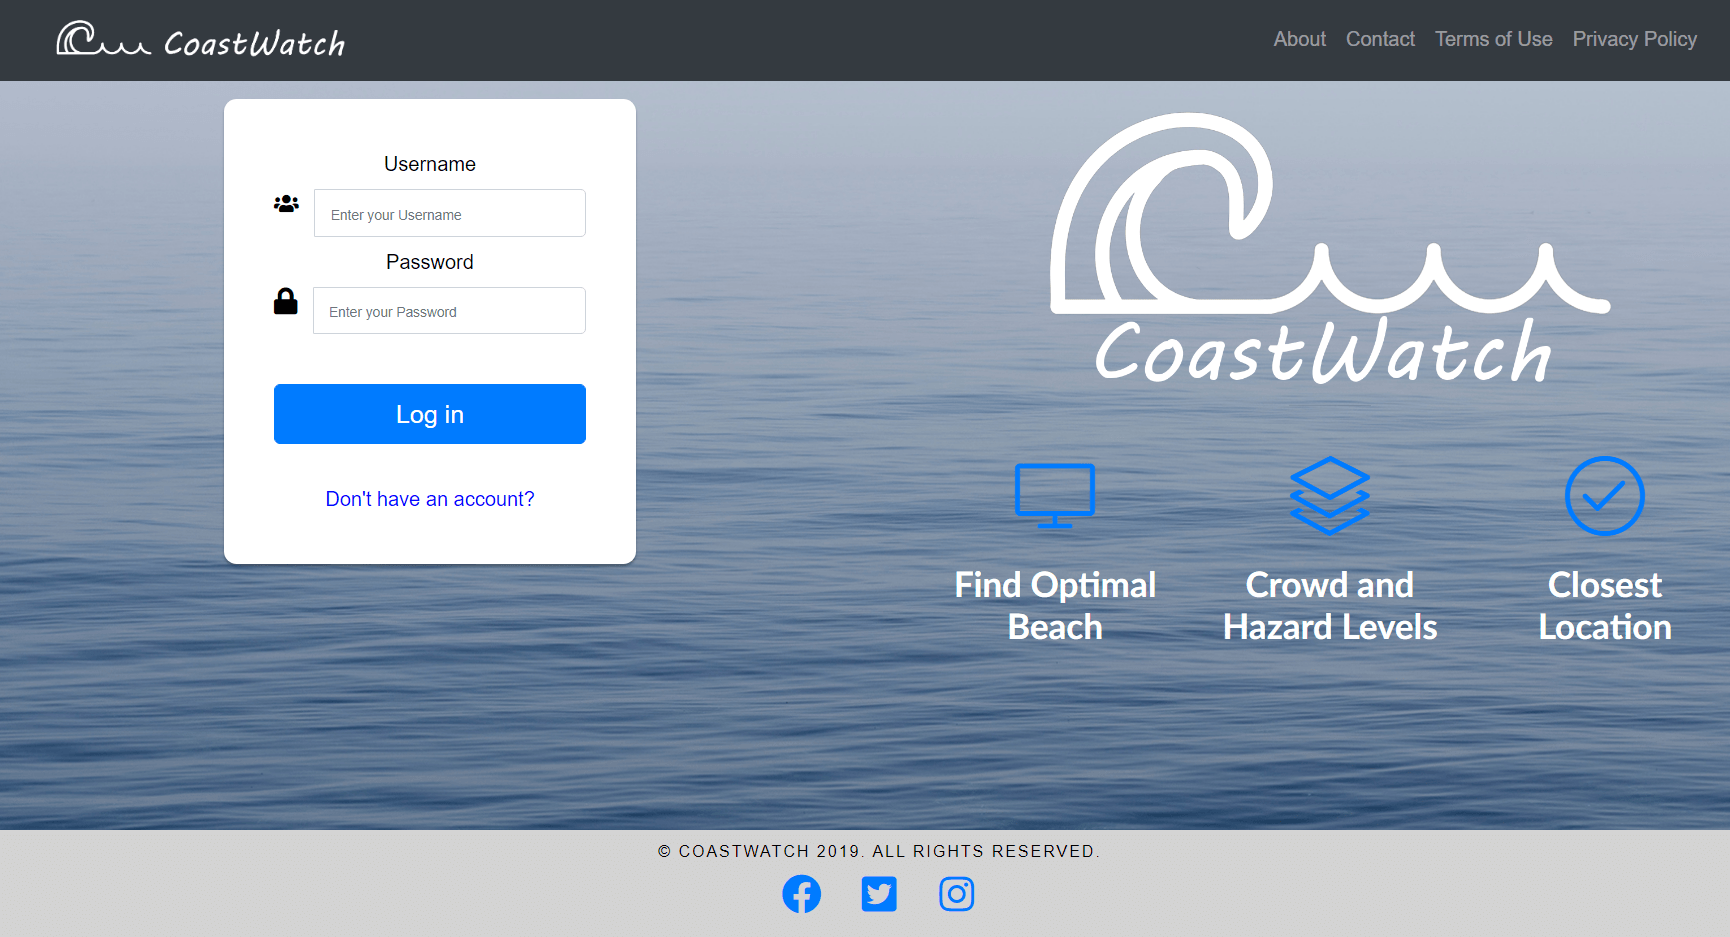 CoastWatch
About Contact Terms of Use Privacy Policy
Username
Enter your Username
Password
Enter your Password
Log in
Don't have an account?
CoastWatch
Find Optimal
Beach
Crowd and
Hazard Levels
Closest
Location
© COASTWATCH 2019. ALL RIGHTS RESERVED.